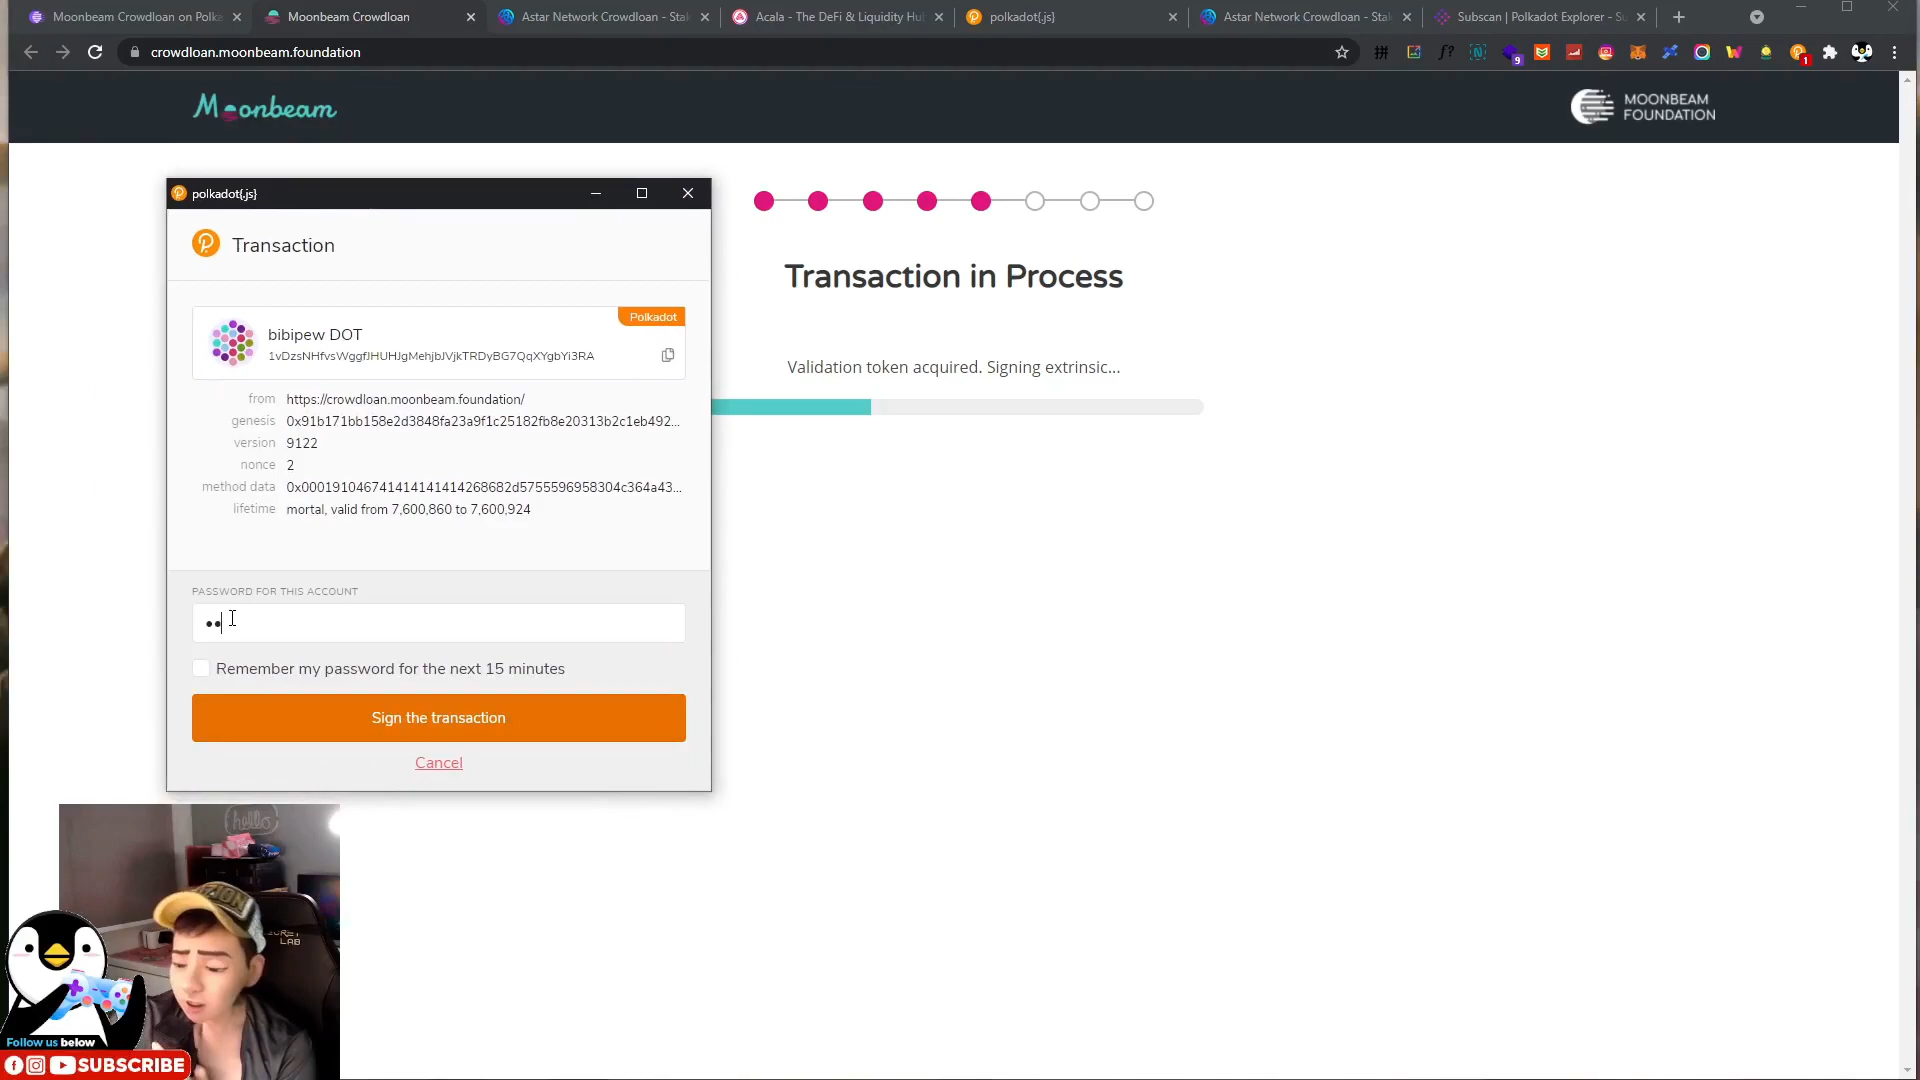 Moonbeam Crowdloan on Polka
Moonbeam Crowdloan
Astar Network Crowdloan - Stak
Acala - The DeFi & Liquidity Hu
polkadot{.js}
Astar Network Crowdloan - Stak
Subscan | Polkadot Explorer - Su
crowdloan.moonbeam.foundation
9
1
Moonbeam
MOONBEAM
FOUNDATION
polkadot{.js}
Transaction
Polkadot
bibipew DOT
1vDzsNHfvsWggfJHUHJgMehjbJVjkTRDyBG7QqXYgbYi3RA
from https://crowdloan.moonbeam.foundation/
genesis 0x91b171bb158e2d3848fa23a9f1c25182fb8e20313b2c1eb492...
version 9122
nonce 2
method data 0x000191046741414141414268682d5755596958304c364a43...
lifetime mortal, valid from 7,600,860 to 7,600,924
PASSWORD FOR THIS ACCOUNT
Remember my password for the next 15 minutes
Sign the transaction
Cancel
Transaction in Process
Validation token acquired. Signing extrinsic...
hello
LAB
Follow us below
SUBSCRIBE